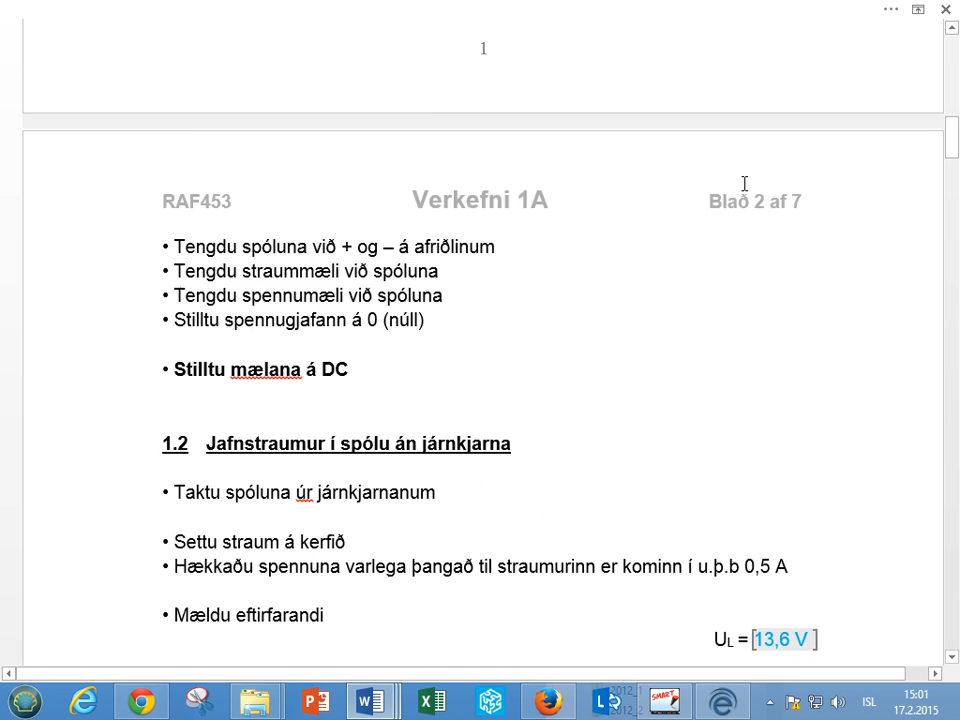 1
RAF453 Verkefni 1A Blað 2 af 7
• Tengdu spóluna við + og – á afriðlinum
• Tengdu straummæli við spóluna
• Tengdu spennumæli við spóluna
• Stilltu spennugjafann á 0 (núll)
• Stilltu mælana á DC
1.2 Jafnstraumur í spólu án járnkjarna
• Taktu spóluna úr járnkjarnanum
• Settu straum á kerfið
• Hækkaðu spennuna varlega þangað til straumurinn er kominn í u.þ.b 0,5 A
• Mældu eftirfarandi
UL = [13,6 V ]
2012_1
2012_2
SMART
ISL
15:01
17.2.2015